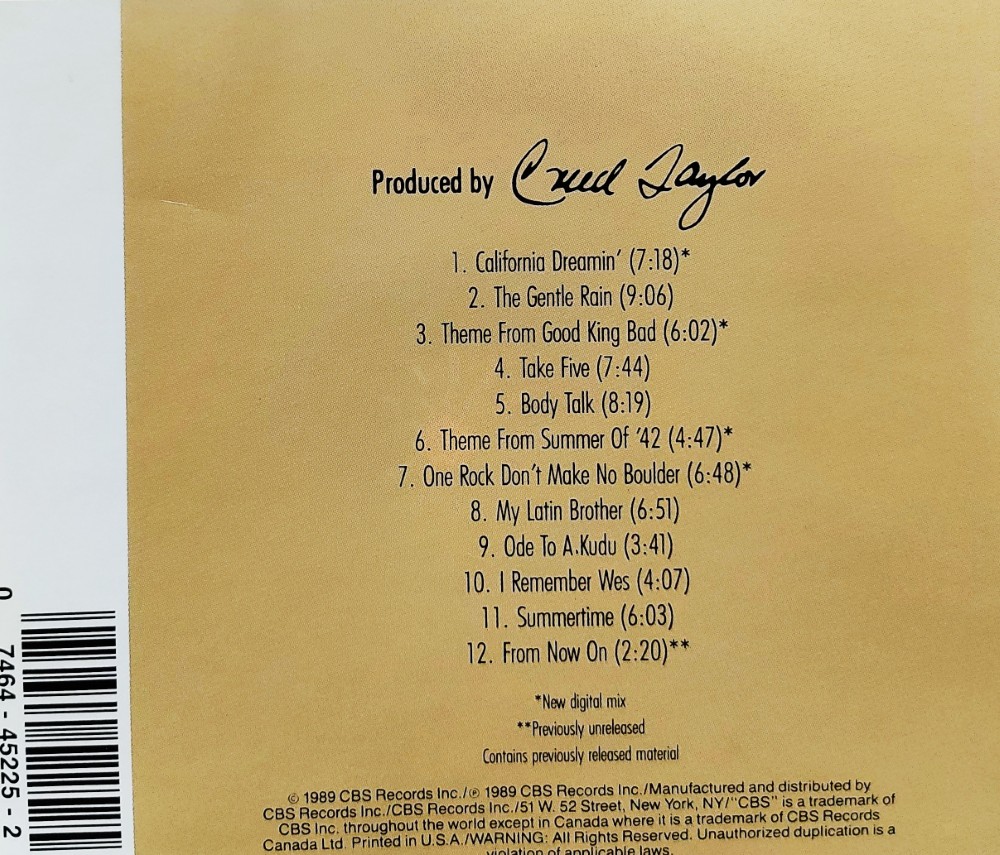 Produced by Creed Taylor
1. California Dreamin' (7:18)*
2. The Gentle Rain (9:06)
3. Theme From Good King Bad (6:02)*
4. Take Five (7:44)
5. Body Talk (8:19)
6. Theme From Summer Of '42 (4:47)*
7. One Rock Don't Make No Boulder (6:48)*
8. My Latin Brother (6:51)
9. Ode To A.Kudu (3:41)
10. I Remember Wes (4:07)
11. Summertime (6:03)
12. From Now On (2:20)**
*New digital mix
**Previously unreleased
Contains previously released material
© 1989 CBS Records Inc./℗ 1989 CBS Records Inc./Manufactured and distributed by
CBS Records Inc./CBS Records Inc./51 W. 52 Street, New York, NY/"CBS" is a trademark of
CBS Inc. throughout the world except in Canada where it is a trademark of CBS Records
Canada Ltd. Printed in U.S.A./WARNING: All Rights Reserved. Unauthorized duplication is a
violation of applicable laws.
0 7464-45225-2